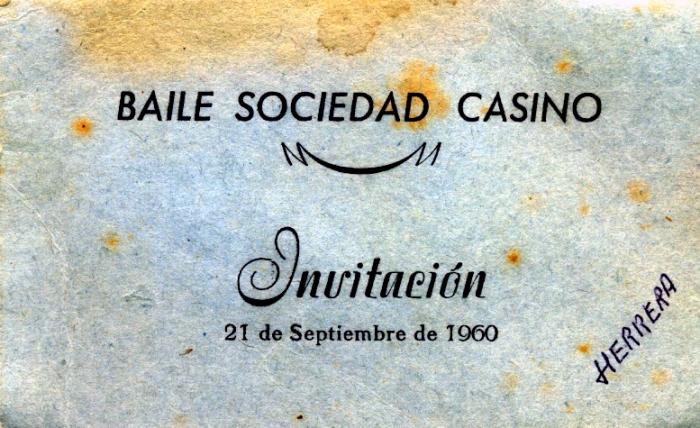 BAILE SOCIEDAD CASINO
Invitación
21 de Septiembre de 1960
HERRERA